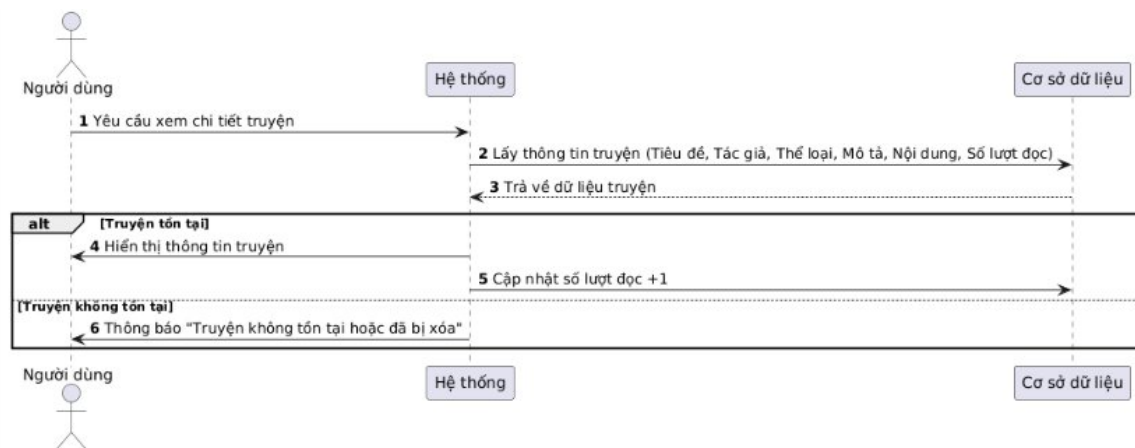 Người dùng
Hệ thống
Cơ sở dữ liệu
1 Yêu cầu xem chi tiết truyện
2 Lấy thông tin truyện (Tiêu đề, Tác giả, Thể loại, Mô tả, Nội dung, Số lượt đọc)
3 Trả về dữ liệu truyện
alt [Truyện tồn tại]
4 Hiển thị thông tin truyện
5 Cập nhật số lượt đọc +1
[Truyện không tồn tại]
6 Thông báo "Truyện không tồn tại hoặc đã bị xóa"
Người dùng
Hệ thống
Cơ sở dữ liệu